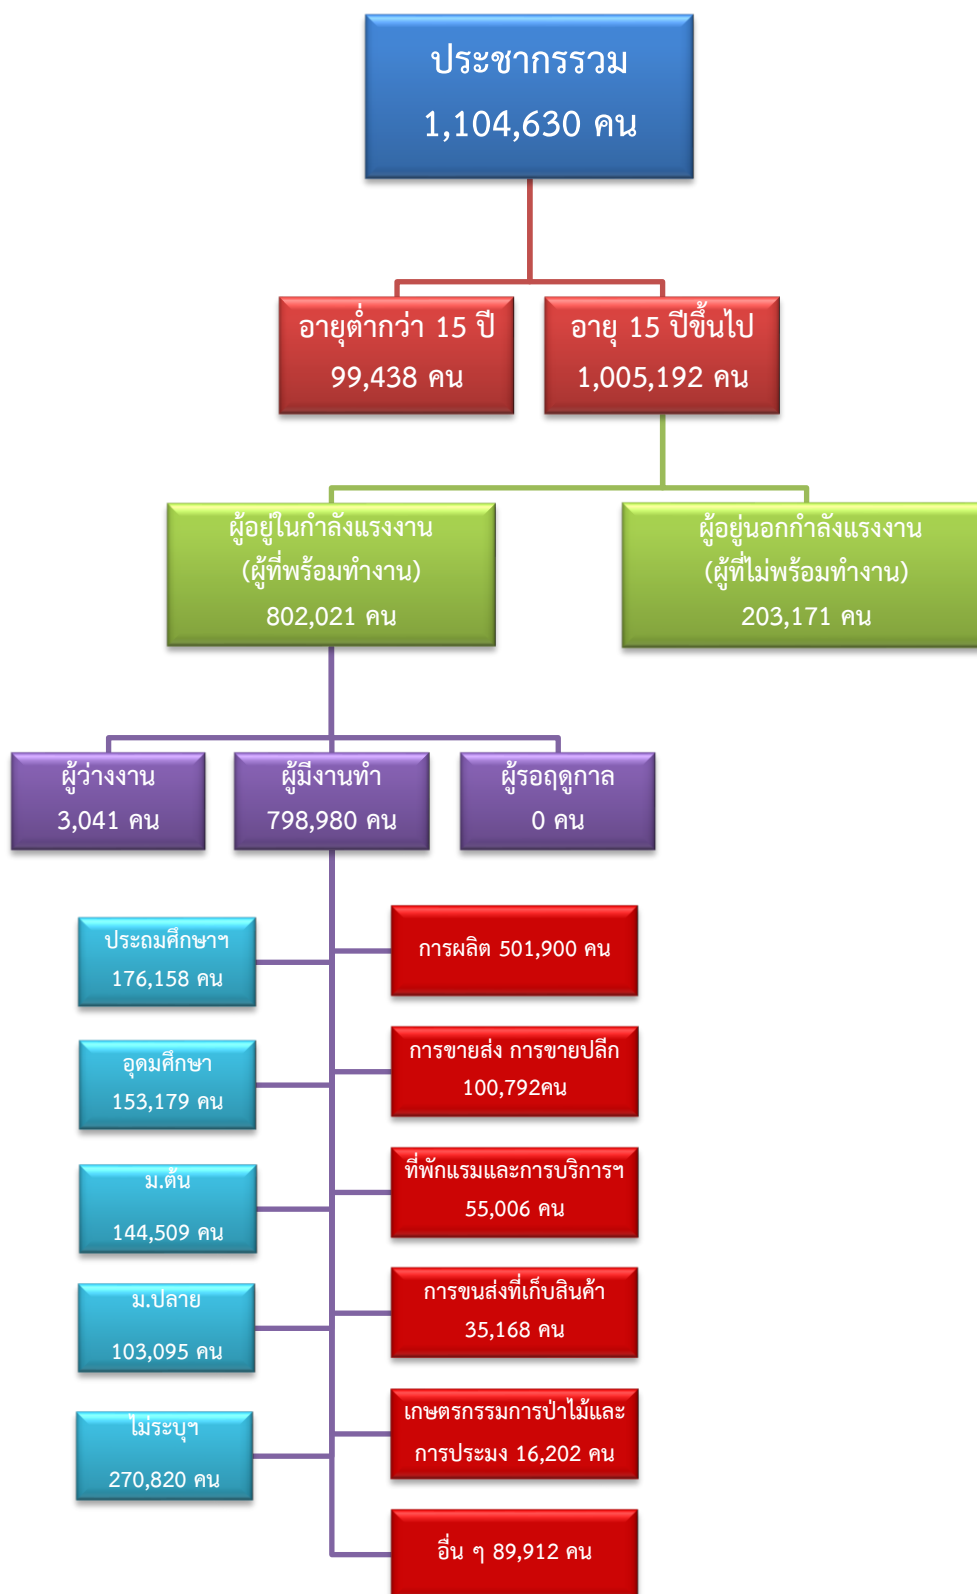 ประชากรรวม
1,104,630 คน
อายุต่ำกว่า 15 ปี
99,438 คน
อายุ 15 ปีขึ้นไป
1,005,192 คน
ผู้อยู่ในกำลังแรงงาน
(ผู้ที่พร้อมทำงาน)
802,021 คน
ผู้อยู่นอกกำลังแรงงาน
(ผู้ที่ไม่พร้อมทำงาน)
203,171 คน
ผู้ว่างงาน
3,041 คน
ผู้มีงานทำ
798,980 คน
ผู้รอฤดูกาล
0 คน
ประถมศึกษาฯ
176,158 คน
อุดมศึกษา
153,179 คน
ม.ต้น
144,509 คน
ม.ปลาย
103,095 คน
ไม่ระบุฯ
270,820 คน
การผลิต 501,900 คน
การขายส่ง การขายปลีก
100,792คน
ที่พักแรมและการบริการฯ
55,006 คน
การขนส่งที่เก็บสินค้า
35,168 คน
เกษตรกรรมการป่าไม้และ
การประมง 16,202 คน
อื่น ๆ 89,912 คน